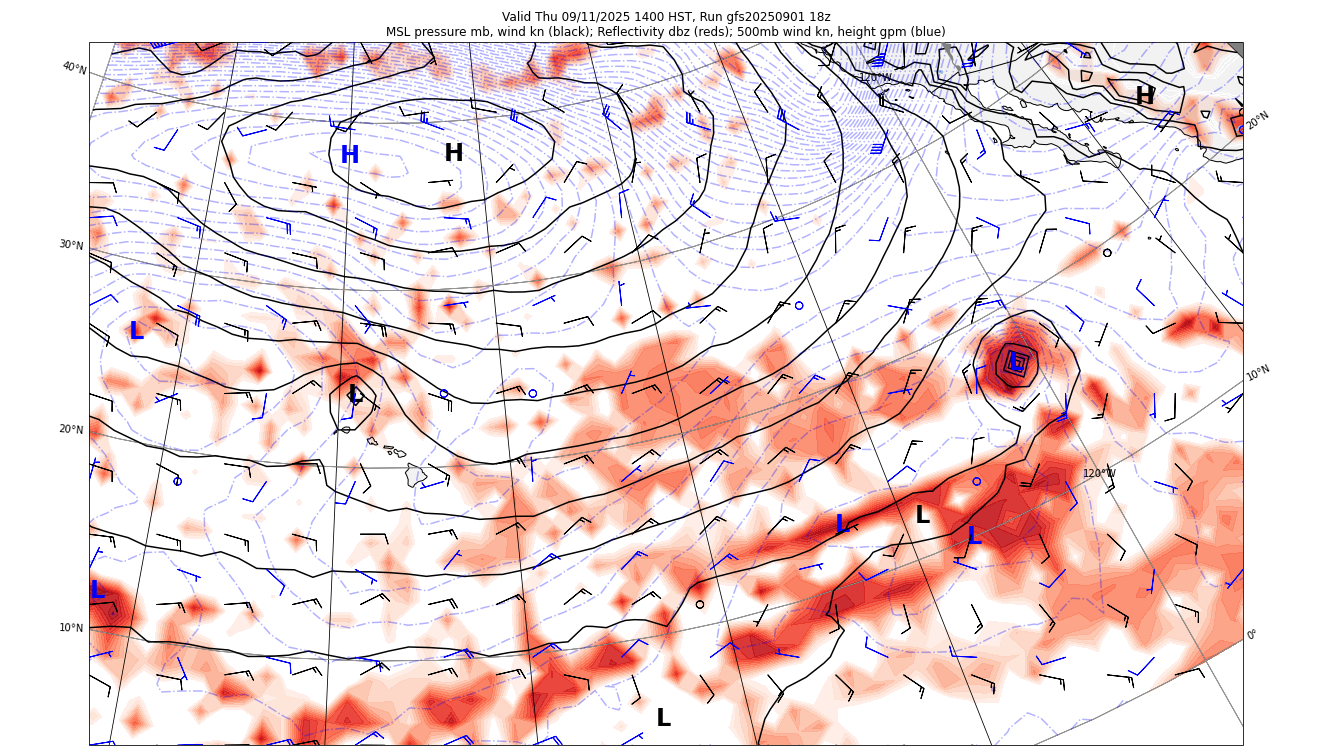 Valid Thu 09/11/2025 1400 HST, Run gfs20250901 18z
MSL pressure mb, wind kn (black); Reflectivity dbz (reds); 500mb wind kn, height gpm (blue)
40°N
120°W
H
20°N
H
H
30°N
L
L
10°N
L
20°N
120°W
L
L
L
L
10°N
0°
L